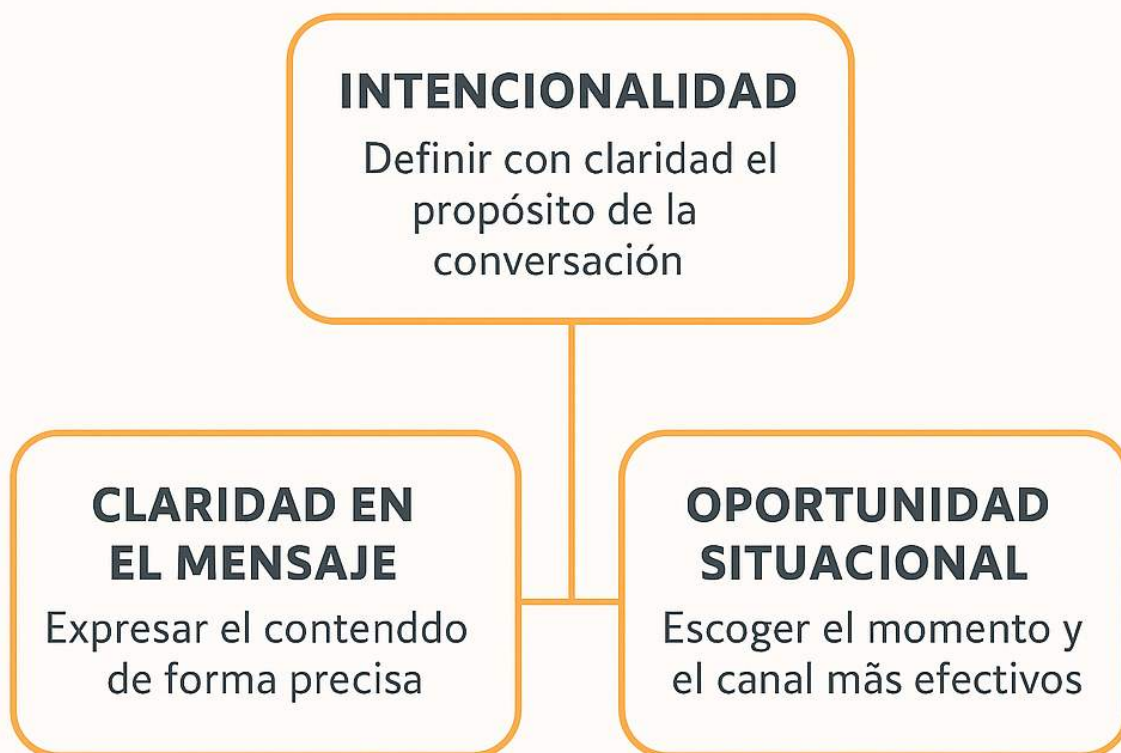 INTENCIONALIDAD
Definir con claridad el
propósito de la
conversación
CLARIDAD EN
EL MENSAJE
Expresar el contenddo
de forma precisa
OPORTUNIDAD
SITUACIONAL
Escoger el momento y
el canal mãs efectivos